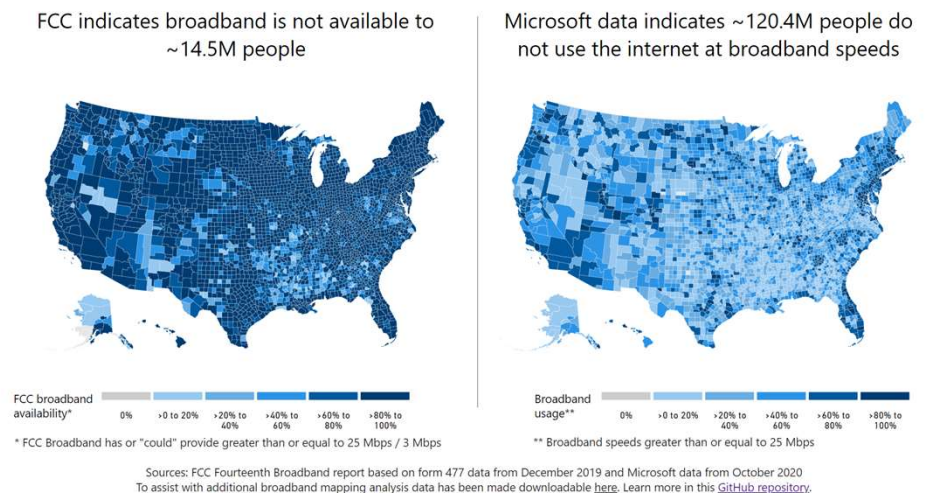 FCC indicates broadband is not available to
~14.5M people
Microsoft data indicates ~120.4M people do
not use the internet at broadband speeds
FCC broadband
availability*
0%
>0 to 20%
>20% to
40%
>40% to
60%
>60% to
80%
>80% to
100%
* FCC Broadband has or "could" provide greater than or equal to 25 Mbps / 3 Mbps
Broadband
usage**
0%
>0 to 20%
>20% to
40%
>40% to
60%
>60% to
80%
>80% to
100%
** Broadband speeds greater than or equal to 25 Mbps
Sources: FCC Fourteenth Broadband report based on form 477 data from December 2019 and Microsoft data from October 2020
To assist with additional broadband mapping analysis data has been made downloadable here. Learn more in this GitHub repository.